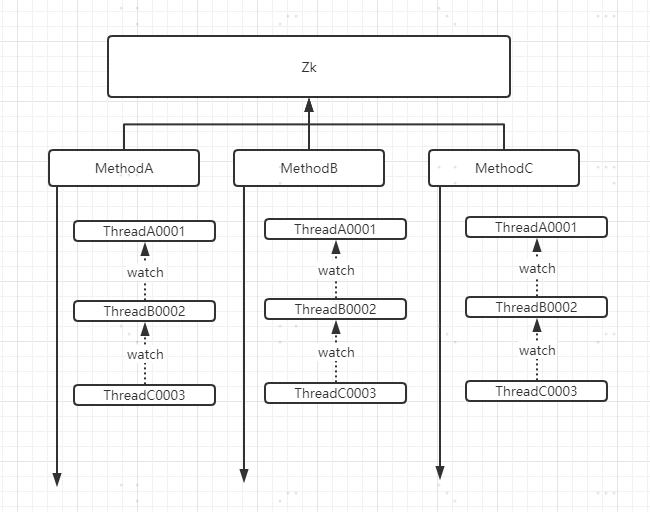 Zk
MethodA
MethodB
MethodC
ThreadA0001
watch
ThreadB0002
watch
ThreadC0003
ThreadA0001
watch
ThreadB0002
watch
ThreadC0003
ThreadA0001
watch
ThreadB0002
watch
ThreadC0003